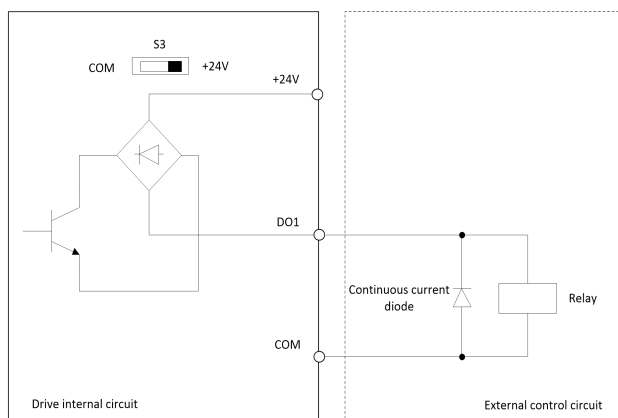 S3
COM
+24V
+24V
DO1
Continuous current
diode
Relay
COM
Drive internal circuit
External control circuit